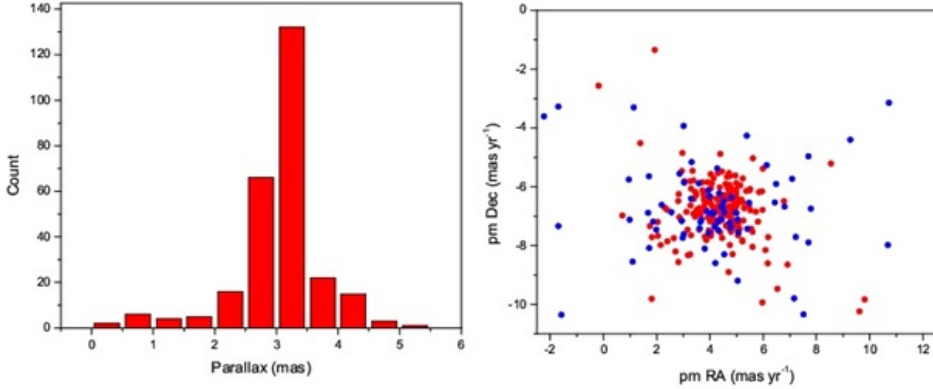 140
120
100
80
60
40
20
0
Count
0 1 2 3 4 5 6
Parallax (mas)
0
-2
-4
-6
-8
-10
pm Dec (mas yr⁻¹)
-2 0 2 4 6 8 10 12
pm RA (mas yr⁻¹)